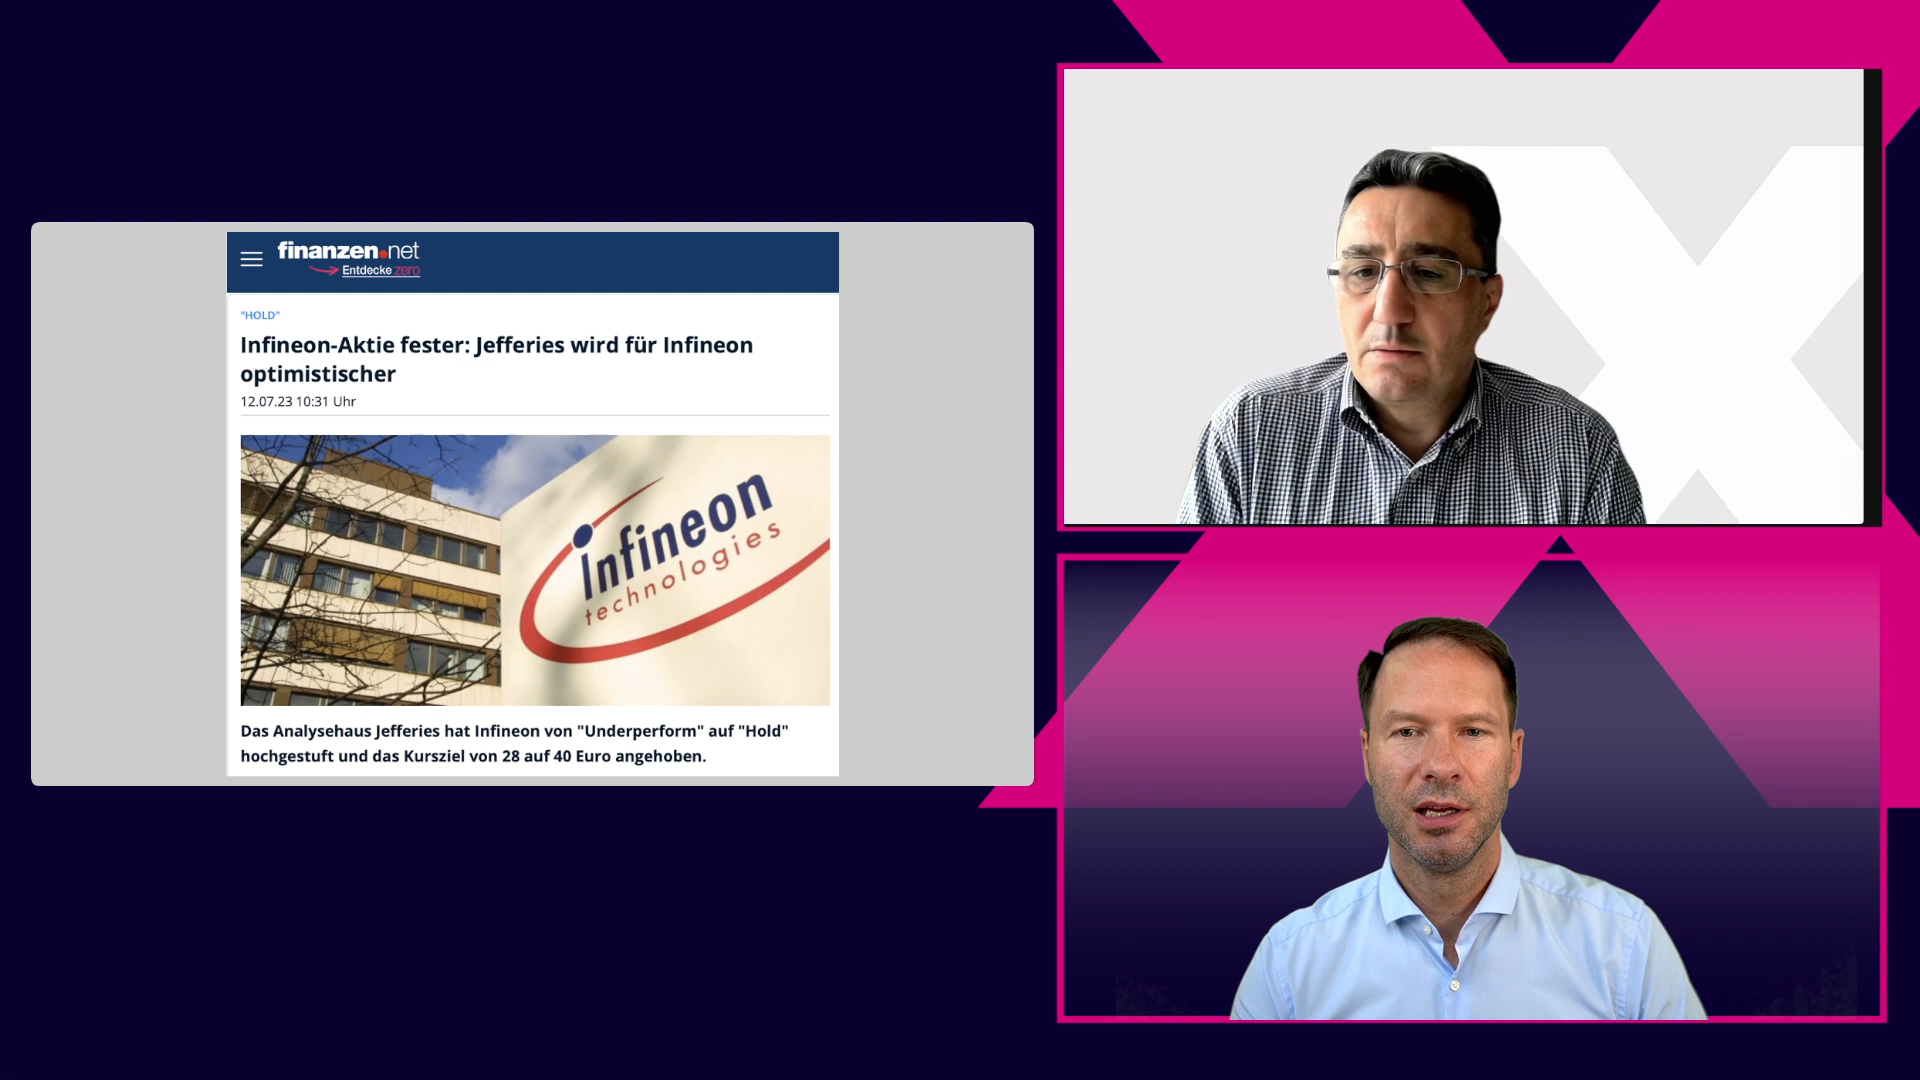 finanzen.net
Entdecke zero
"HOLD"
Infineon-Aktie fester: Jefferies wird für Infineon
optimistischer
12.07.23 10:31 Uhr
infineon
technologies
Das Analysehaus Jefferies hat Infineon von "Underperform" auf "Hold"
hochgestuft und das Kursziel von 28 auf 40 Euro angehoben.